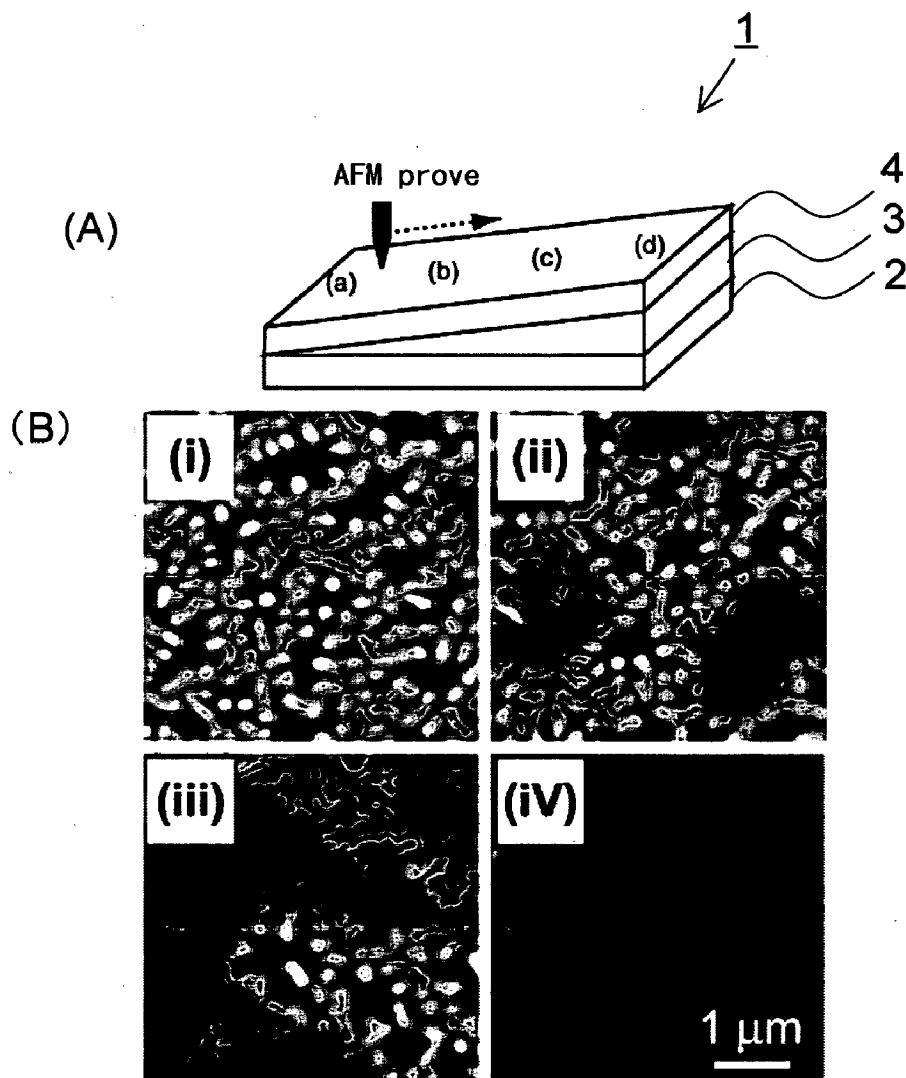 1
4
AFM prove
3
(A)
2
(a)
(b)
(c)
(d)
(B)
(i)
(ii)
(iii)
(iV)
1 μm